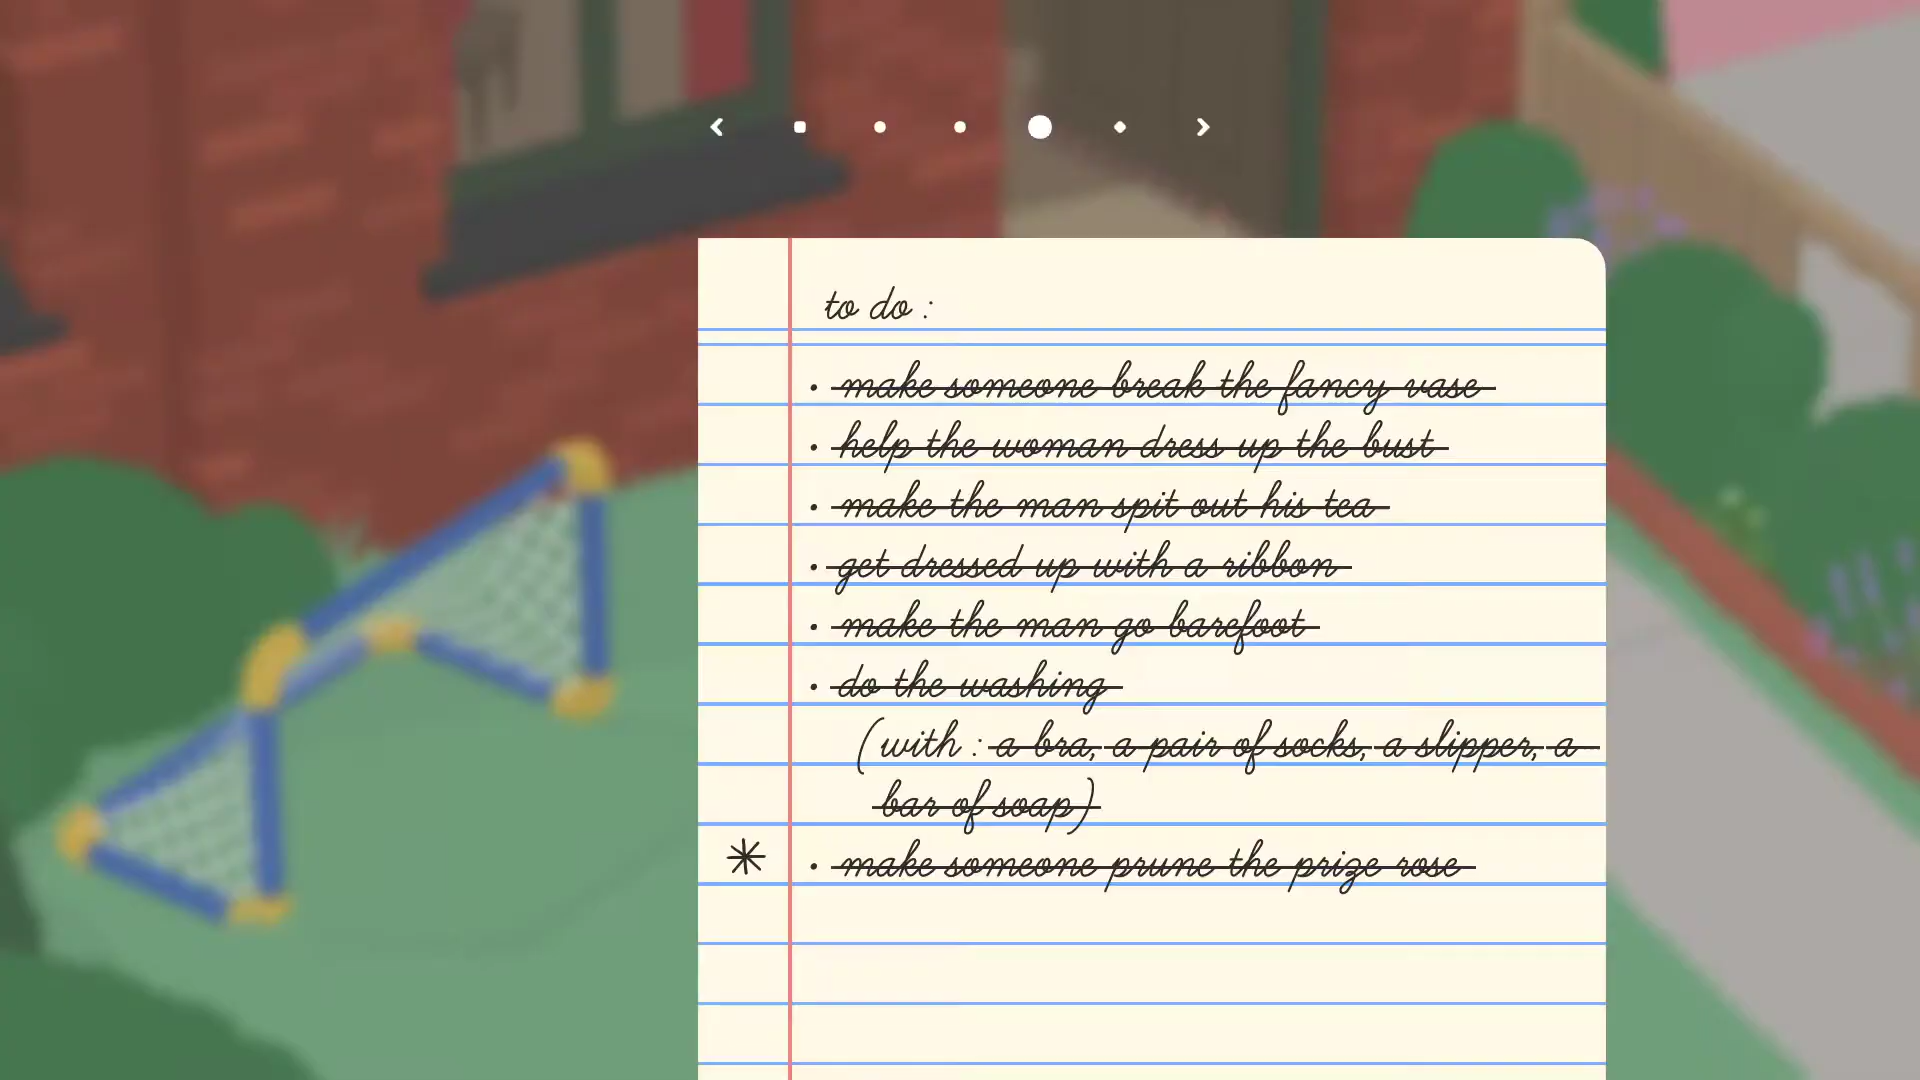 to do :
• make someone break the fancy vase
• help the woman dress up the bust
• make the man spit out his tea
• get dressed up with a ribbon
• make the man go barefoot
• do the washing
(with : a bra, a pair of socks, a slipper, a
bar of soap)
* • make someone prune the prize rose